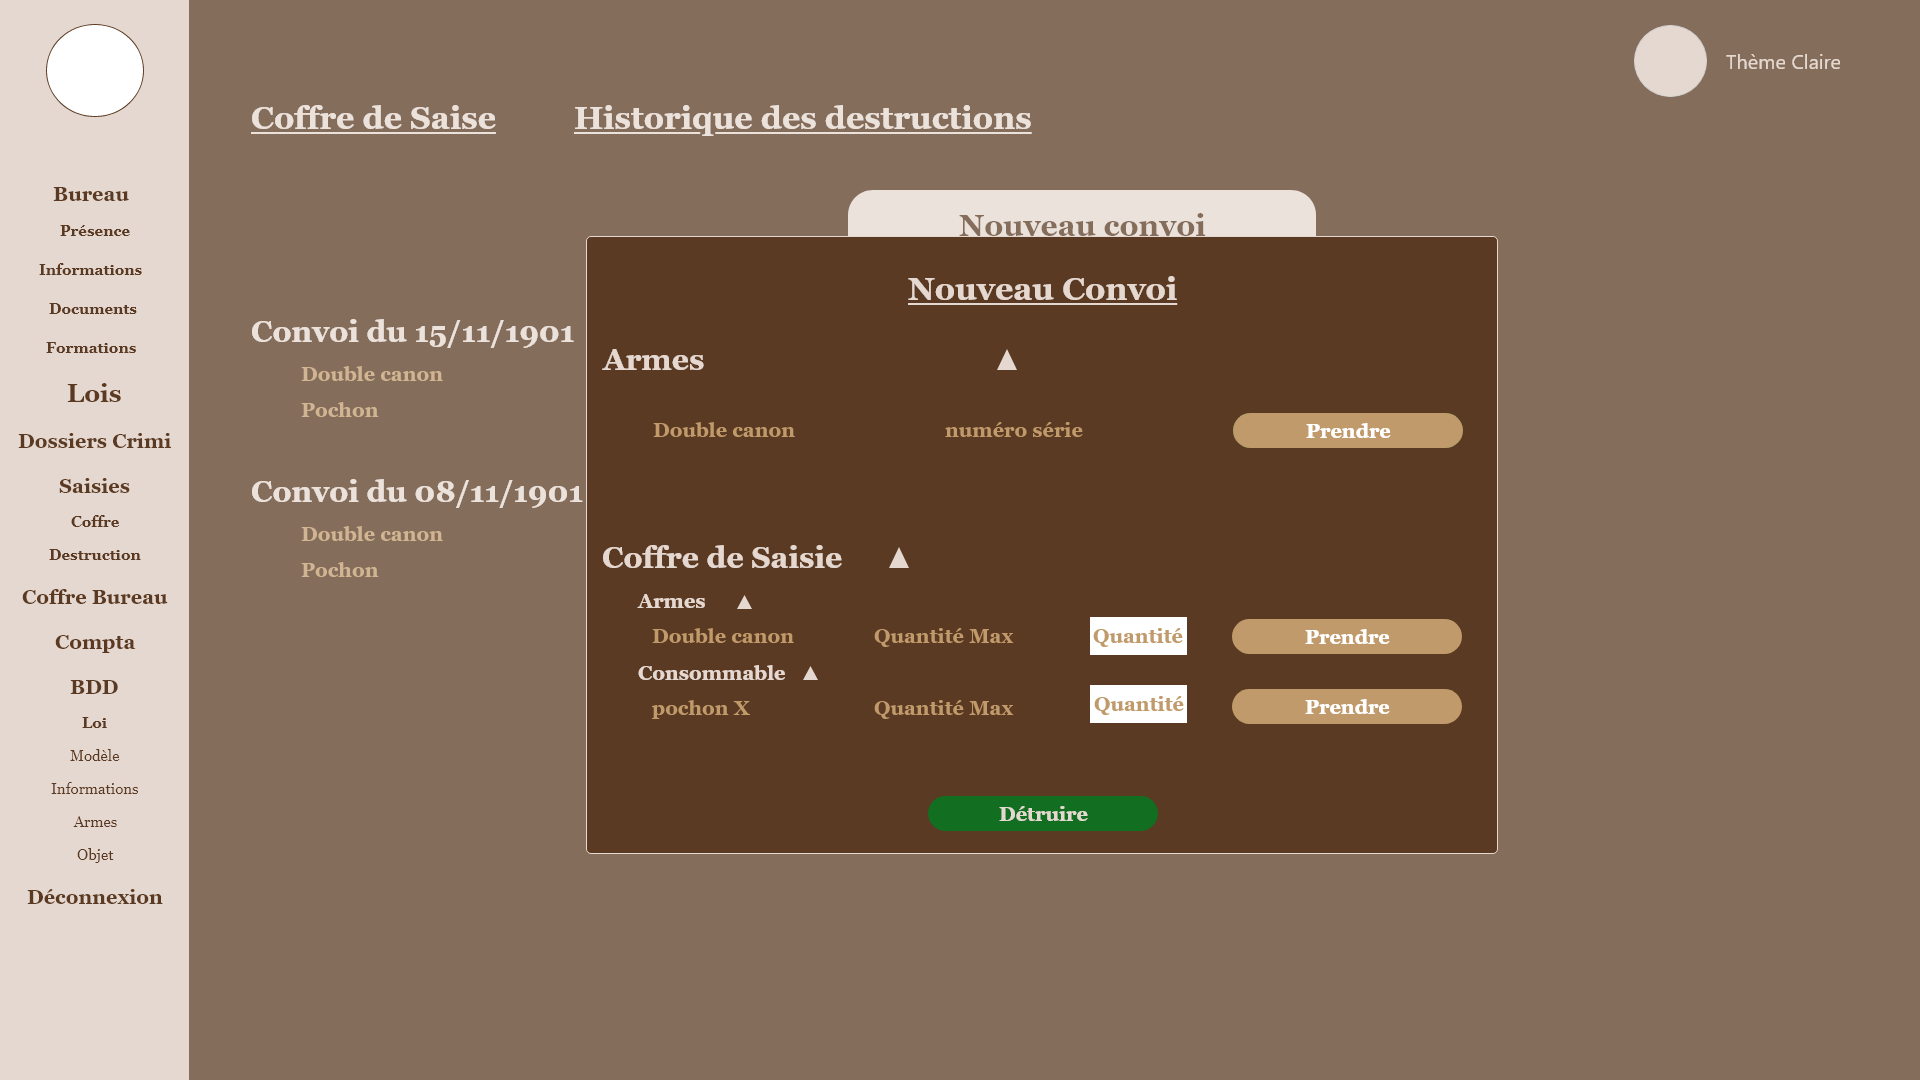 Bureau
Présence
Informations
Documents
Formations
Lois
Dossiers Crimi
Saisies
Coffre
Destruction
Coffre Bureau
Compta
BDD
Loi
Modèle
Informations
Armes
Objet
Déconnexion
Thème Claire
Coffre de Saise
Historique des destructions
Nouveau convoi
Convoi du 15/11/1901
Double canon
Pochon
Convoi du 08/11/1901
Double canon
Pochon
Nouveau Convoi
Armes ▲
Double canon numéro série Prendre
Coffre de Saisie ▲
Armes ▲
Double canon Quantité Max Quantité Prendre
Consommable ▲
pochon X Quantité Max Quantité Prendre
Détruire